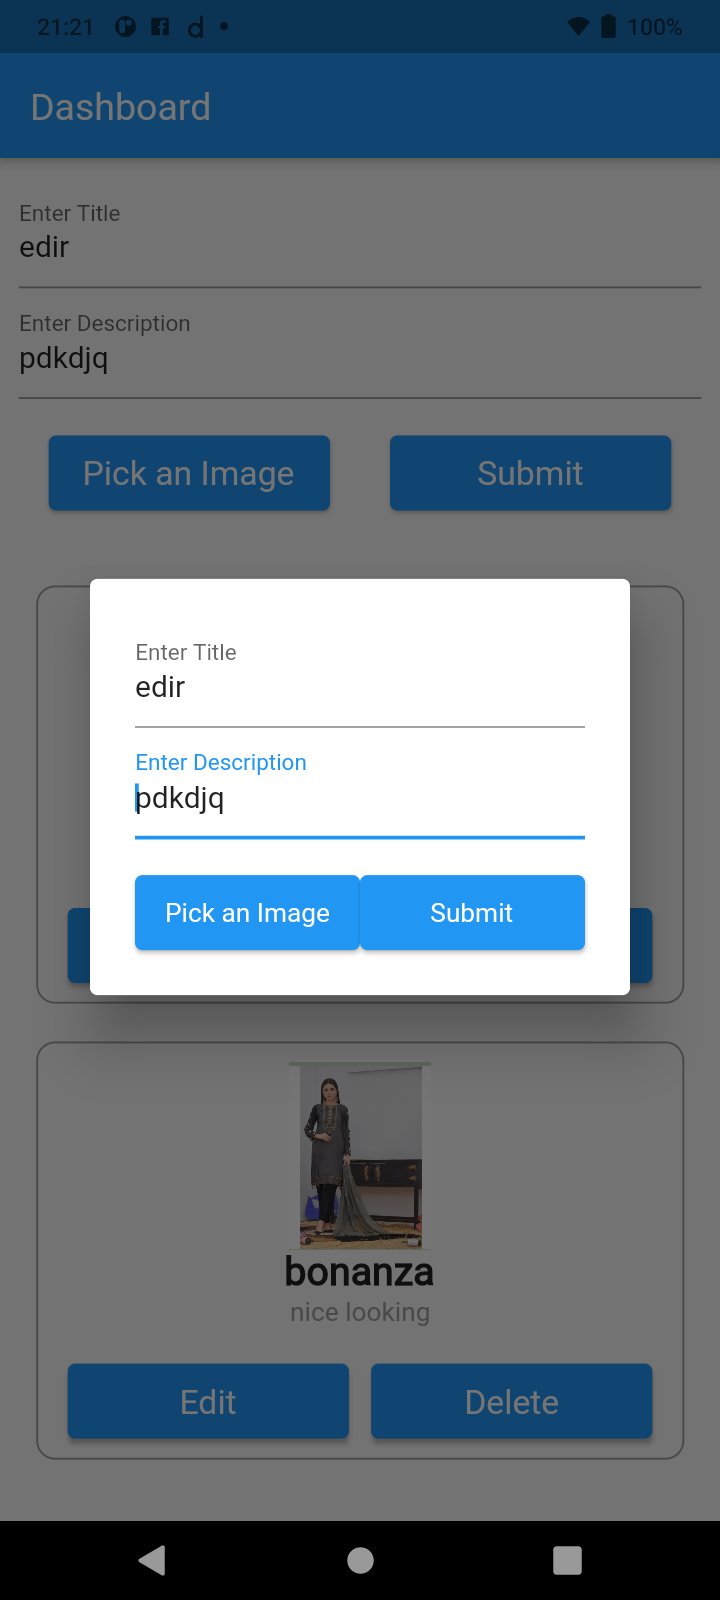 21:21 100%
Dashboard
Enter Title
edir
Enter Description
pdkdjq
Pick an Image Submit
Enter Title
edir
Enter Description
pdkdjq
Pick an Image Submit
bonanza
nice looking
Edit Delete